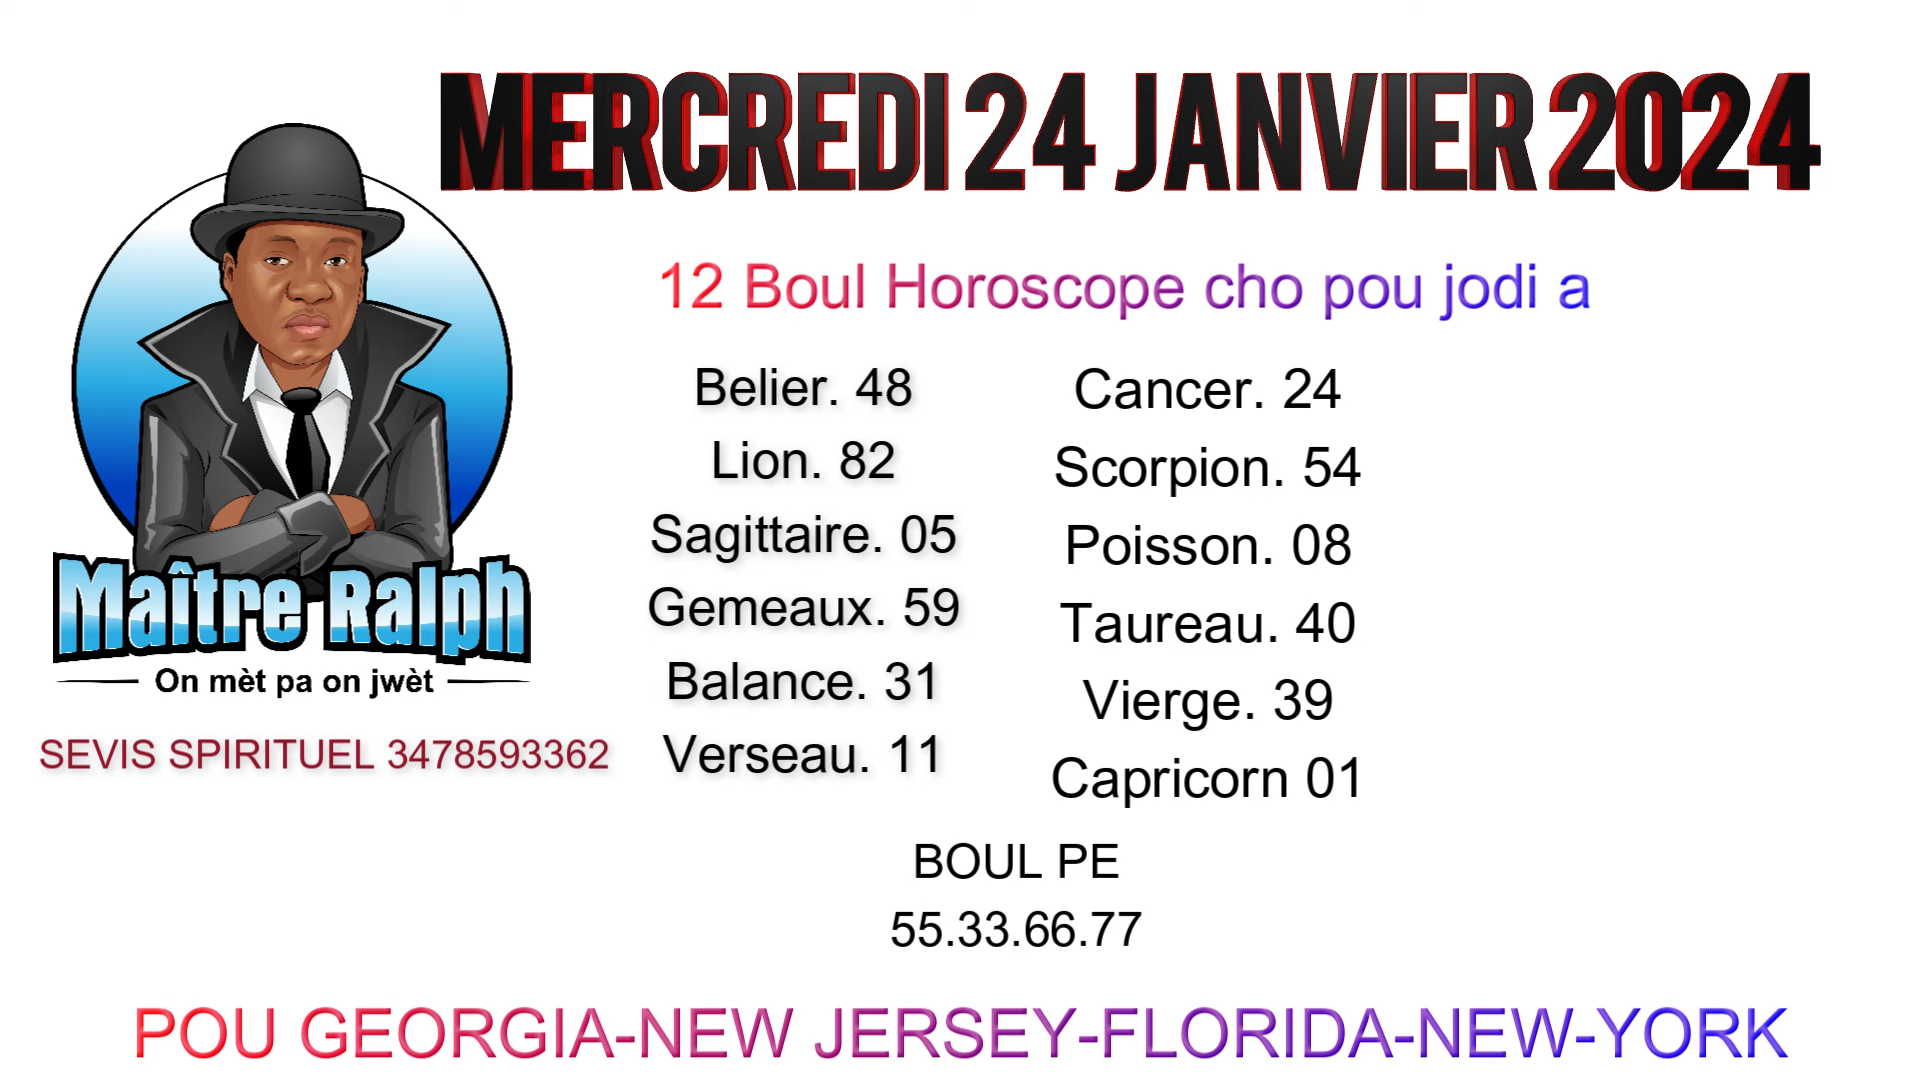 MERCREDI 24 JANVIER 2024
12 Boul Horoscope cho pou jodi a
Belier. 48
Lion. 82
Sagittaire. 05
Gemeaux. 59
Balance. 31
Verseau. 11
Cancer. 24
Scorpion. 54
Poisson. 08
Taureau. 40
Vierge. 39
Capricorn 01
Maître Ralph
On mèt pa on jwèt
SEVIS SPIRITUEL 3478593362
BOUL PE
55.33.66.77
POU GEORGIA-NEW JERSEY-FLORIDA-NEW-YORK